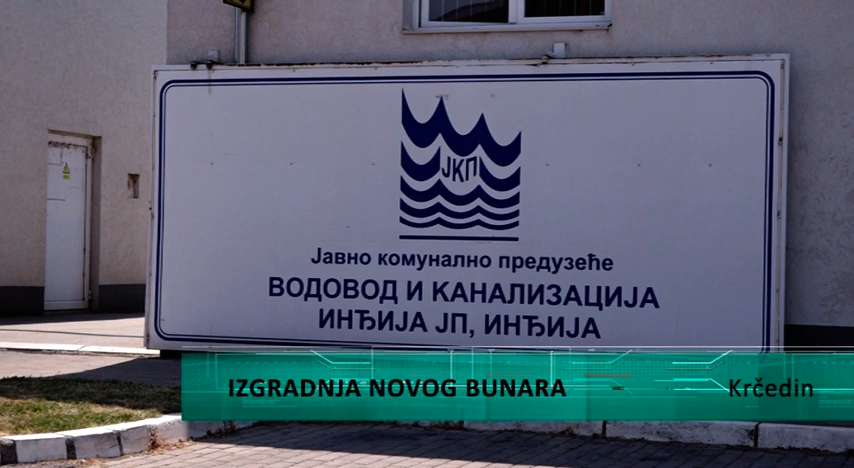 ЈКП
Јавно комунално предузеће
ВОДОВОД И КАНАЛИЗАЦИЈА
ИНЂИЈА ЈП, ИНЂИЈА
IZGRADNJA NOVOG BUNARA
Krčedin